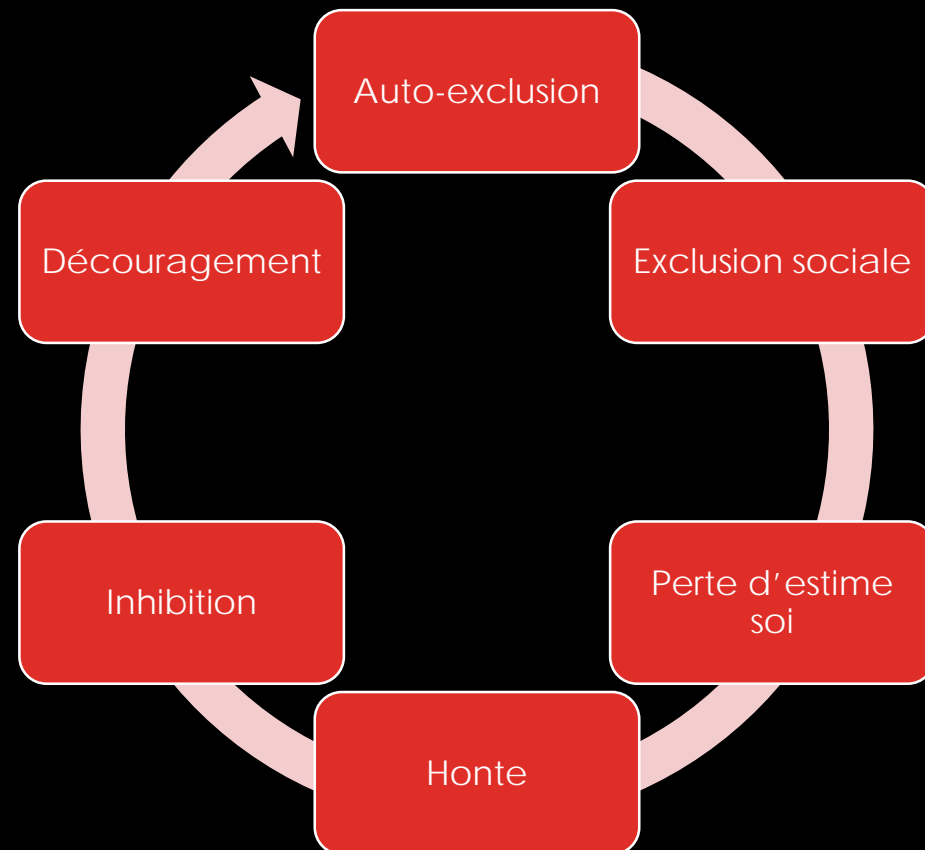 Auto-exclusion
Exclusion sociale
Perte d’estime
soi
Honte
Inhibition
Découragement